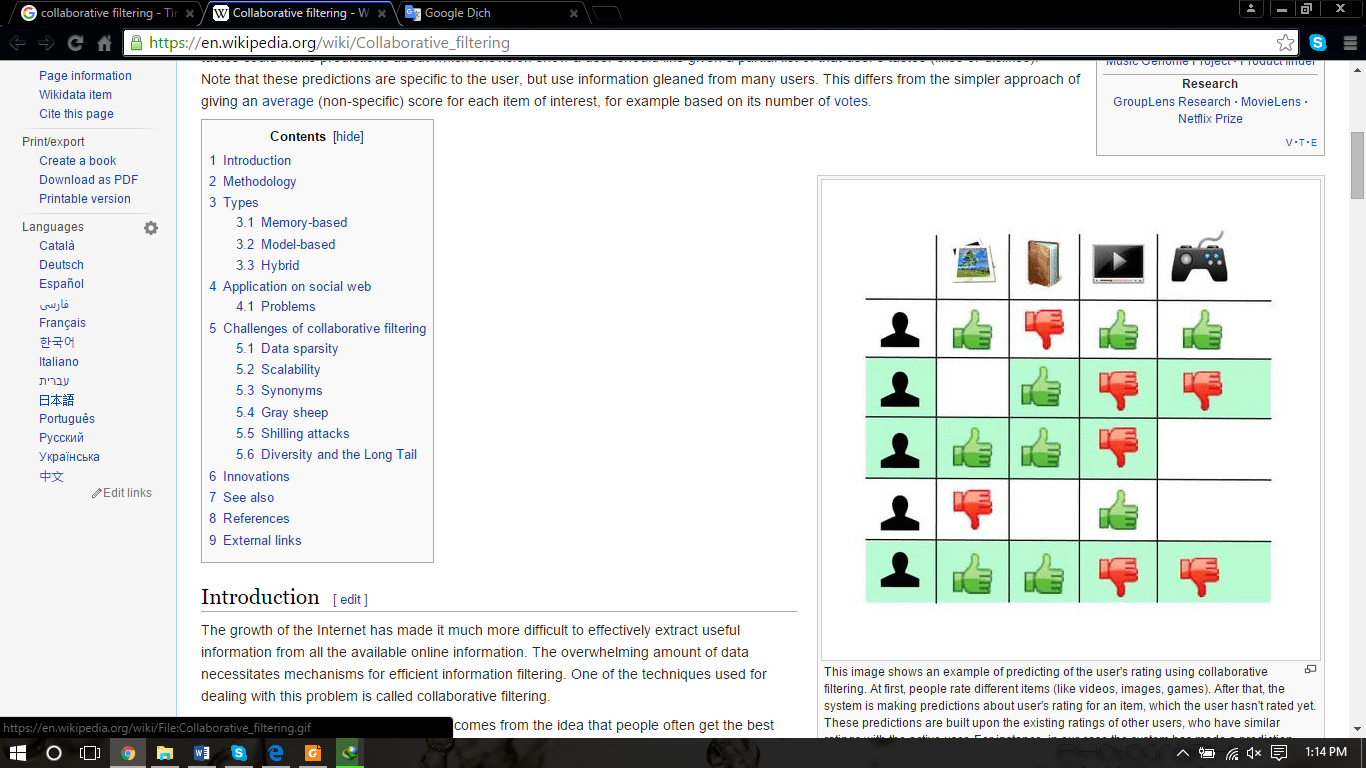 collaborative filtering - Tìr
Collaborative filtering - W
Google Dịch
https://en.wikipedia.org/wiki/Collaborative_filtering
Page information
Wikidata item
Cite this page
Print/export
Create a book
Download as PDF
Printable version
Languages
Català
Deutsch
Español
فارسی
Français
한국어
Italiano
עברית
日本語
Português
Русский
Українська
中文
Edit links
Note that these predictions are specific to the user, but use information gleaned from many users. This differs from the simpler approach of
giving an average (non-specific) score for each item of interest, for example based on its number of votes.
Contents [hide]
1 Introduction
2 Methodology
3 Types
3.1 Memory-based
3.2 Model-based
3.3 Hybrid
4 Application on social web
4.1 Problems
5 Challenges of collaborative filtering
5.1 Data sparsity
5.2 Scalability
5.3 Synonyms
5.4 Gray sheep
5.5 Shilling attacks
5.6 Diversity and the Long Tail
6 Innovations
7 See also
8 References
9 External links
Introduction [ edit ]
The growth of the Internet has made it much more difficult to effectively extract useful
information from all the available online information. The overwhelming amount of data
necessitates mechanisms for efficient information filtering. One of the techniques used for
dealing with this problem is called collaborative filtering.
comes from the idea that people often get the best
Music Genome Project · Product finder
Research
GroupLens Research · MovieLens ·
Netflix Prize
V · T · E
This image shows an example of predicting of the user's rating using collaborative
filtering. At first, people rate different items (like videos, images, games). After that, the
system is making predictions about user's rating for an item, which the user hasn't rated yet.
These predictions are built upon the existing ratings of other users, who have similar
https://en.wikipedia.org/wiki/File:Collaborative_filtering.gif
1:14 PM